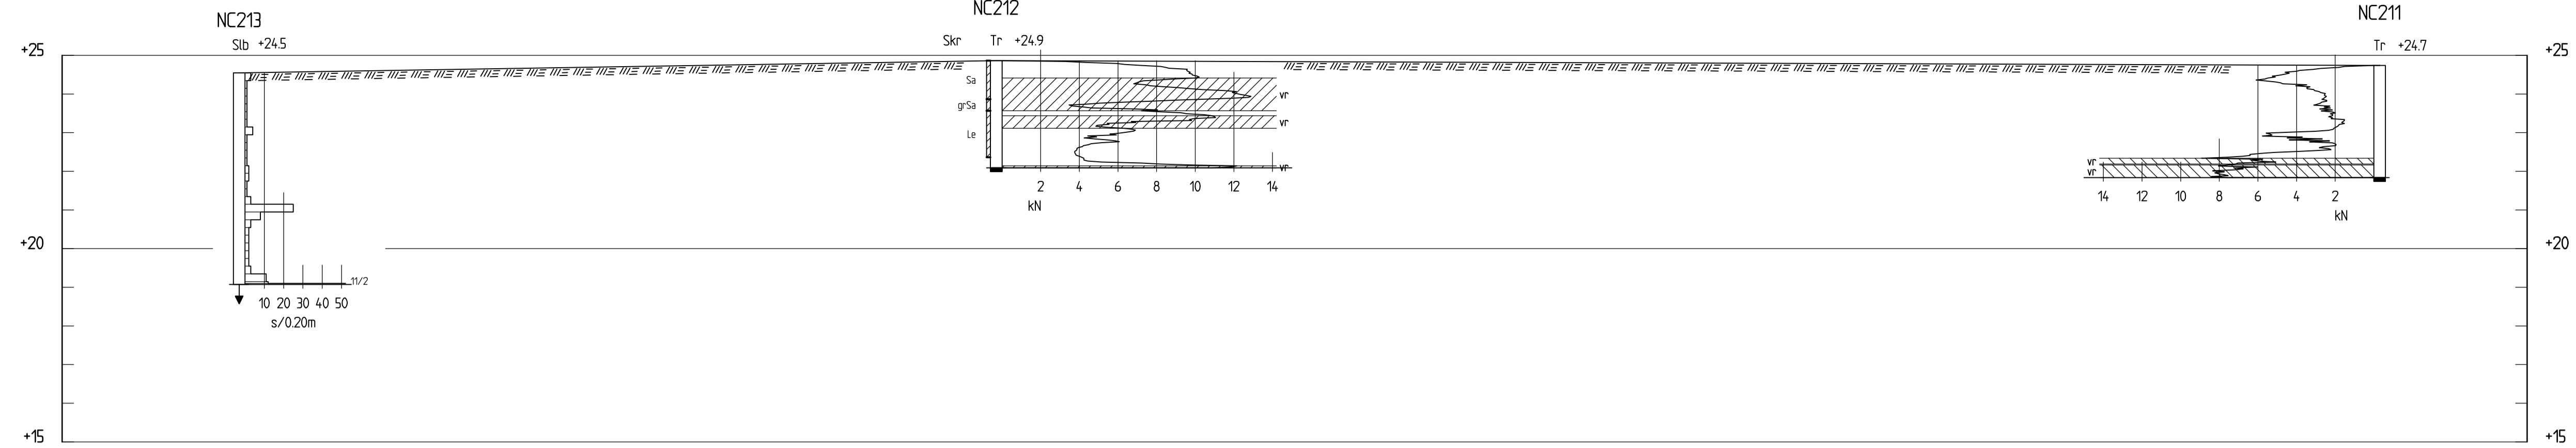 NC213
NC212
NC211
Slb +24.5
Skr Tr +24.9
Tr +24.7
+25
+25
Sa
vr
grSa
vr
Le
vr
vr
vr
2 4 6 8 10 12 14
kN
14 12 10 8 6 4 2
kN
+20
+20
11/2
10 20 30 40 50
s/0.20m
+15
+15